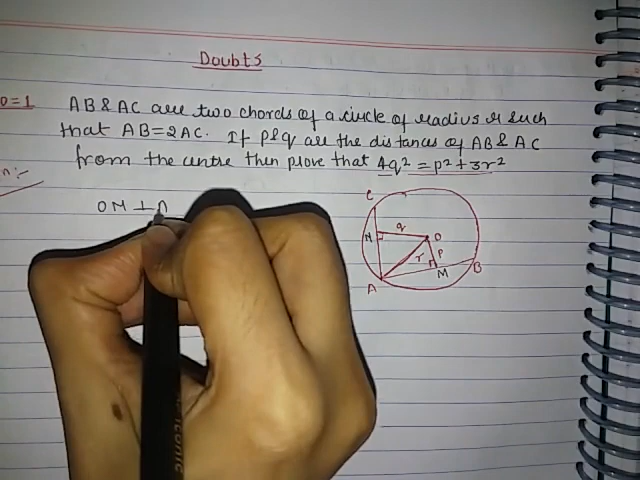 Doubts
0=1 AB & AC are two chords of a circle of radius r such
that AB=2AC. If p & q are the distances of AB & AC
from the centre then prove that 4q² = p² + 3r²
n:-
OM ⊥
C
N q O
r P
M B
A